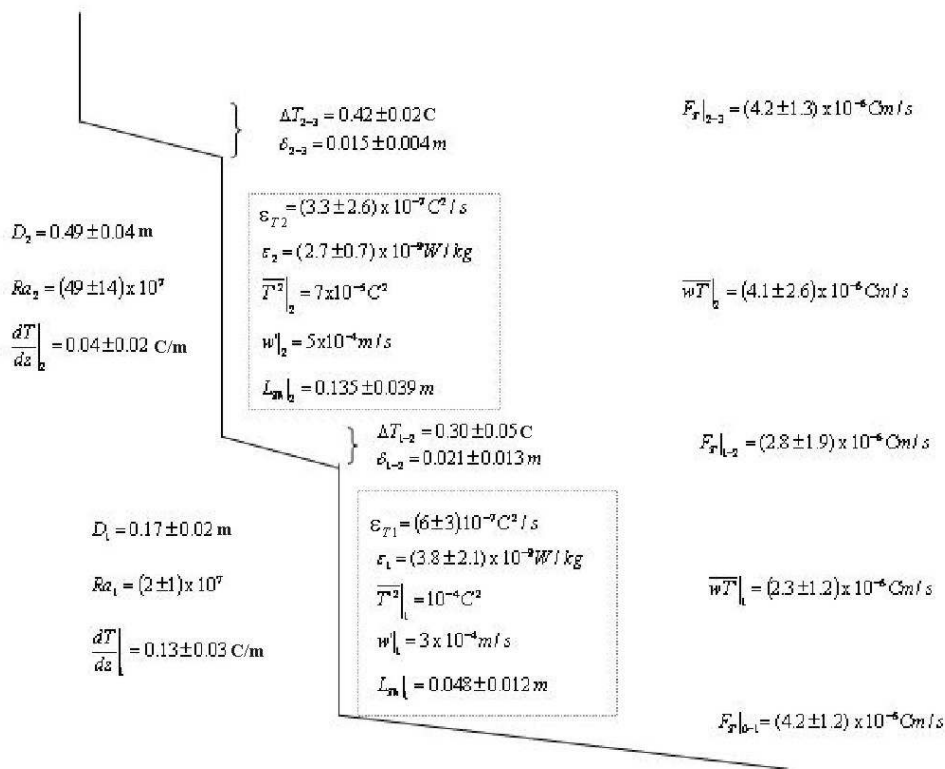 ΔT₂₋₃ = 0.42 ± 0.02 C
δ₂₋₃ = 0.015 ± 0.004 m
F_T|₂₋₃ = (4.2 ± 1.3) x 10⁻⁶ Cm / s
D₂ = 0.49 ± 0.04 m
Ra₂ = (49 ± 14) x 10⁷
dT/dz|₂ = 0.04 ± 0.02 C/m
ε_T2 = (3.3 ± 2.6) x 10⁻⁷ C² / s
ε₂ = (2.7 ± 0.7) x 10⁻⁹ W / kg
T'²|₂ = 7x10⁻⁵ C²
w'|₂ = 5x10⁻⁴ m / s
L_Th|₂ = 0.135 ± 0.039 m
wT|₂ = (4.1 ± 2.6) x 10⁻⁶ Cm / s
ΔT₁₋₂ = 0.30 ± 0.05 C
δ₁₋₂ = 0.021 ± 0.013 m
F_T|₁₋₂ = (2.8 ± 1.9) x 10⁻⁶ Cm / s
D₁ = 0.17 ± 0.02 m
Ra₁ = (2 ± 1) x 10⁷
dT/dz|₁ = 0.13 ± 0.03 C/m
ε_T1 = (6 ± 3) 10⁻⁷ C² / s
ε₁ = (3.8 ± 2.1) x 10⁻⁹ W / kg
T'²|₁ = 10⁻⁴ C²
w'|₁ = 3 x 10⁻⁴ m / s
L_Th|₁ = 0.048 ± 0.012 m
wT|₁ = (2.3 ± 1.2) x 10⁻⁶ Cm / s
F_T|₀₋₁ = (4.2 ± 1.2) x 10⁻⁶ Cm / s